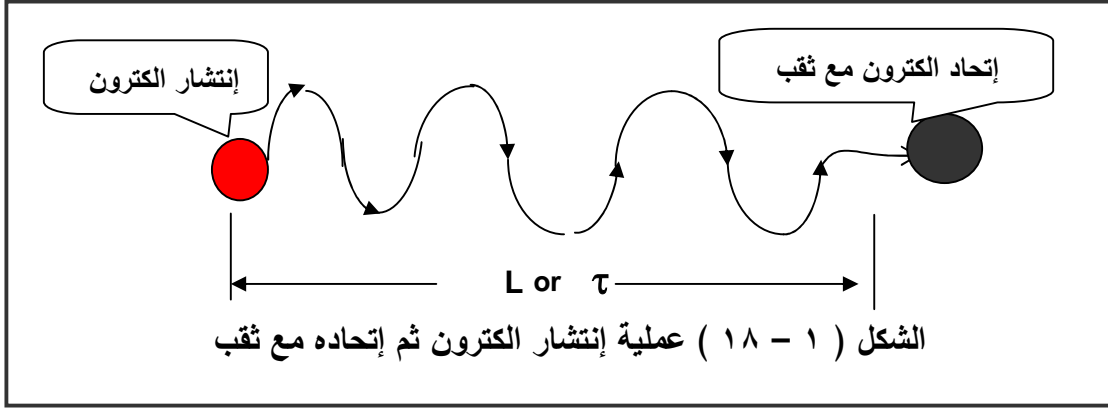 إنتشار الكترون
إتحاد الكترون مع ثقب
L or τ
الشكل ( ١ – ١٨ ) عملية إنتشار الكترون ثم إتحاده مع ثقب